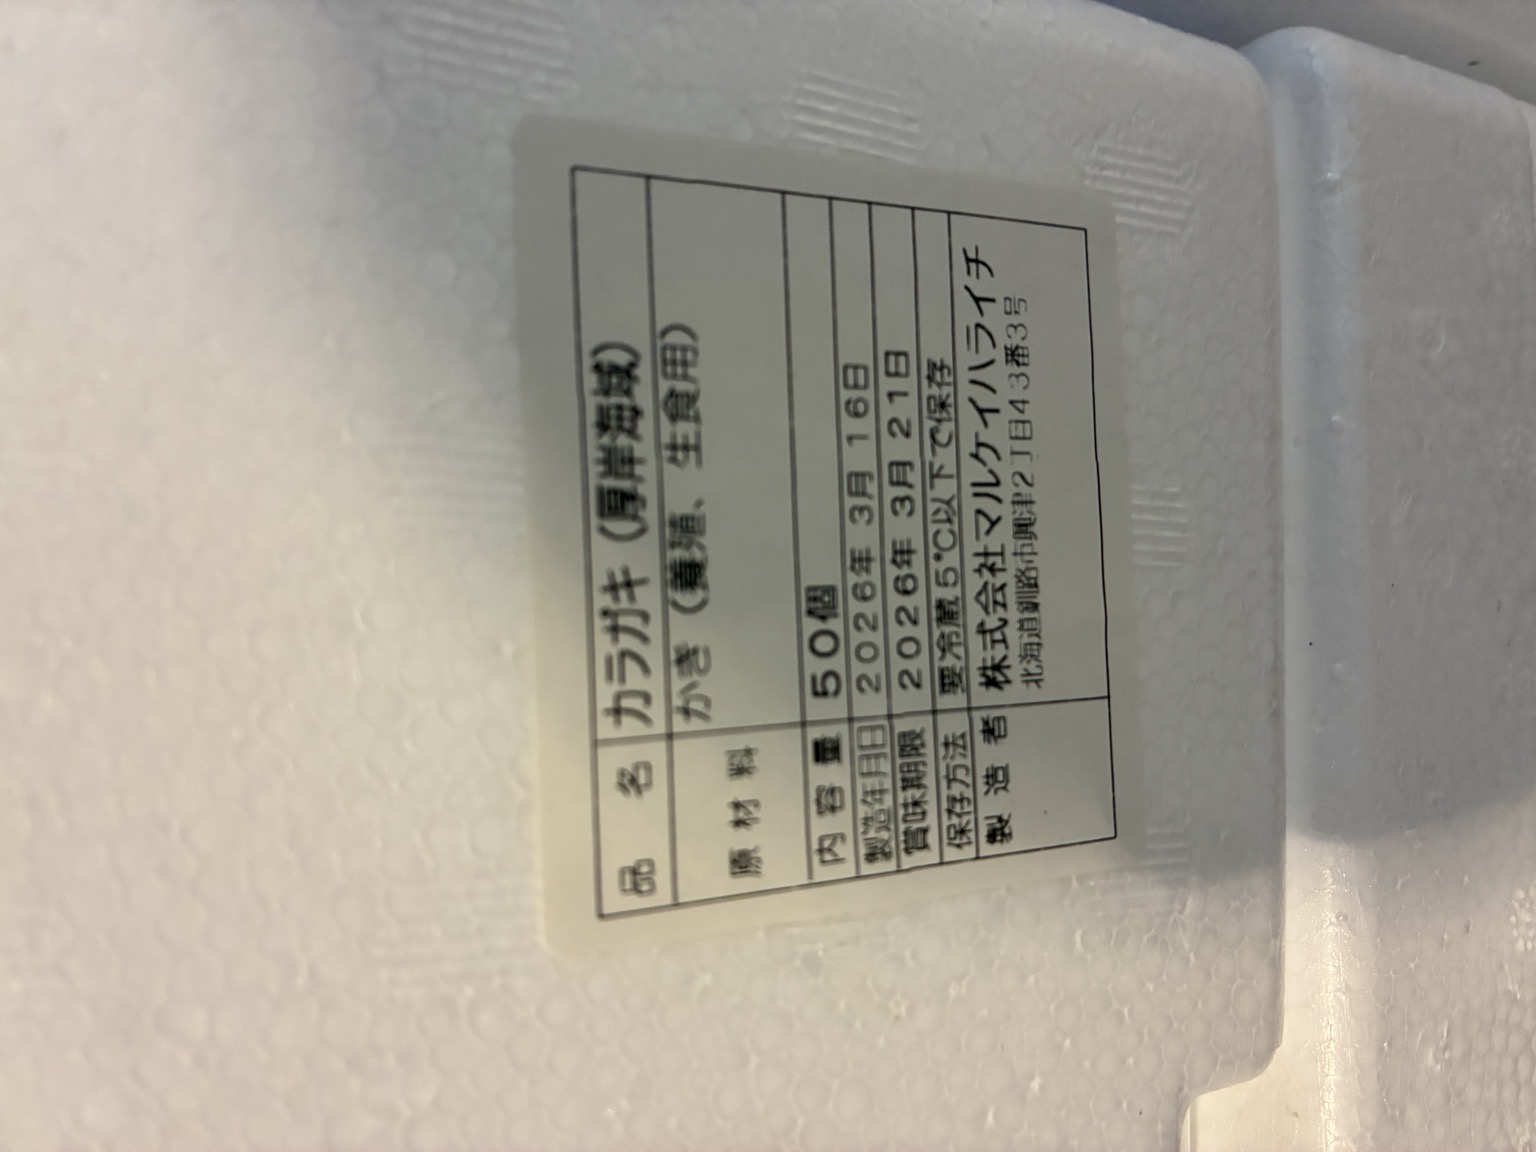 品名 カラガキ（厚岸海域）
原材料 かき（養殖、生食用）
内容量 50個
製造年月日 2026年 3月 16日
賞味期限 2026年 3月 21日
保存方法 要冷蔵5℃以下で保存
製造者 株式会社マルケイハライチ
北海道釧路市興津2丁目43番3号